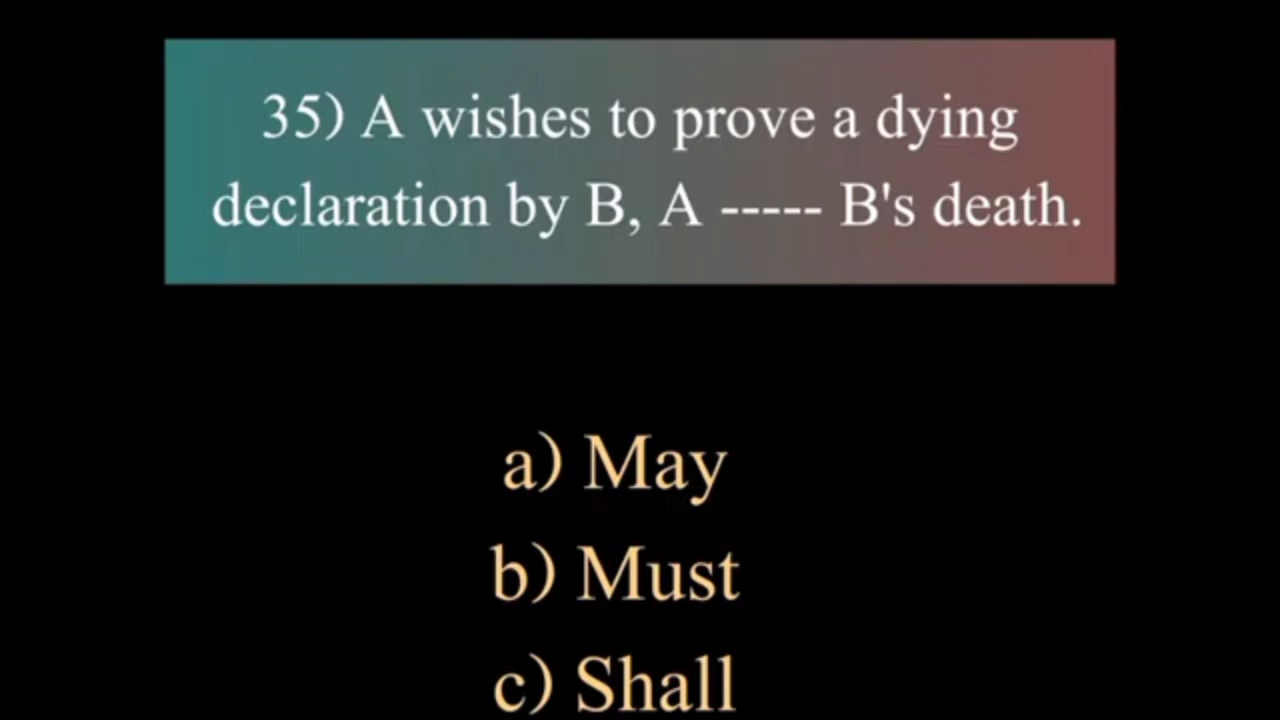 35) A wishes to prove a dying
declaration by B, A ----- B's death.
a) May
b) Must
c) Shall